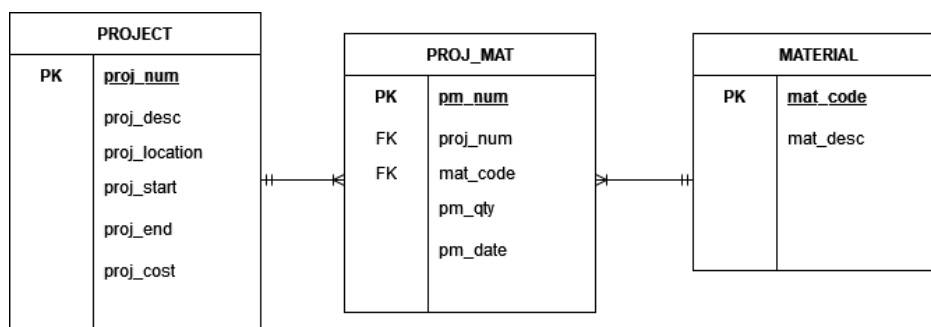 PROJECT
PK proj_num
proj_desc
proj_location
proj_start
proj_end
proj_cost
PROJ_MAT
PK pm_num
FK proj_num
FK mat_code
pm_qty
pm_date
MATERIAL
PK mat_code
mat_desc